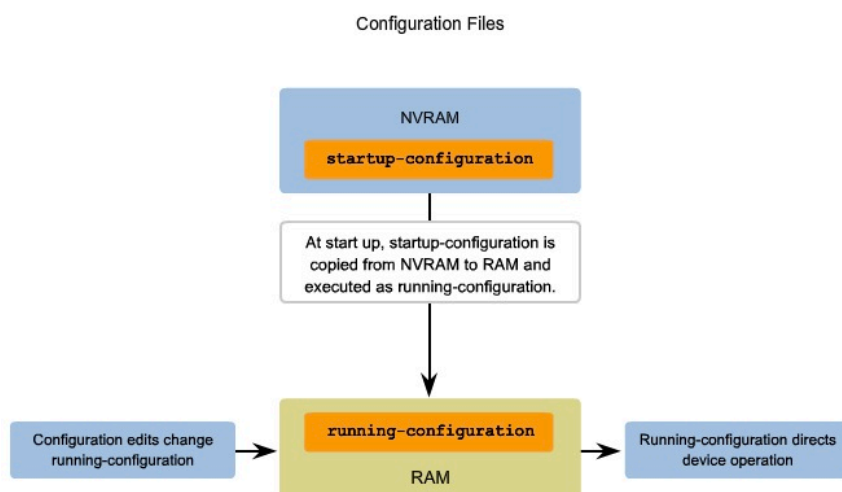 Configuration Files
NVRAM
startup-configuration
At start up, startup-configuration is
copied from NVRAM to RAM and
executed as running-configuration.
Configuration edits change
running-configuration
running-configuration
RAM
Running-configuration directs
device operation